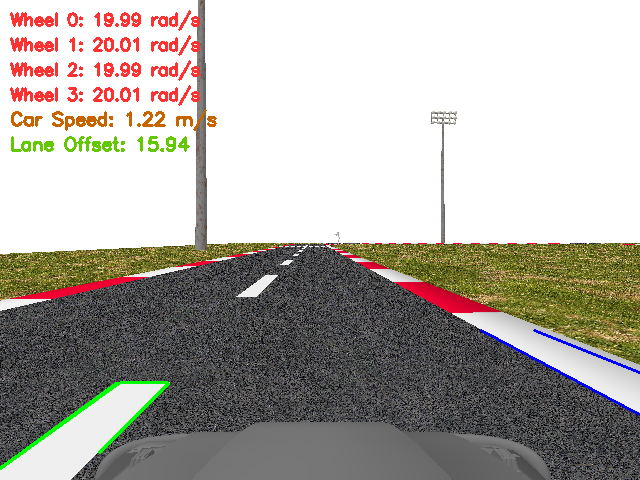 Wheel 0: 19.99 rad/s
Wheel 1: 20.01 rad/s
Wheel 2: 19.99 rad/s
Wheel 3: 20.01 rad/s
Car Speed: 1.22 m/s
Lane Offset: 15.94